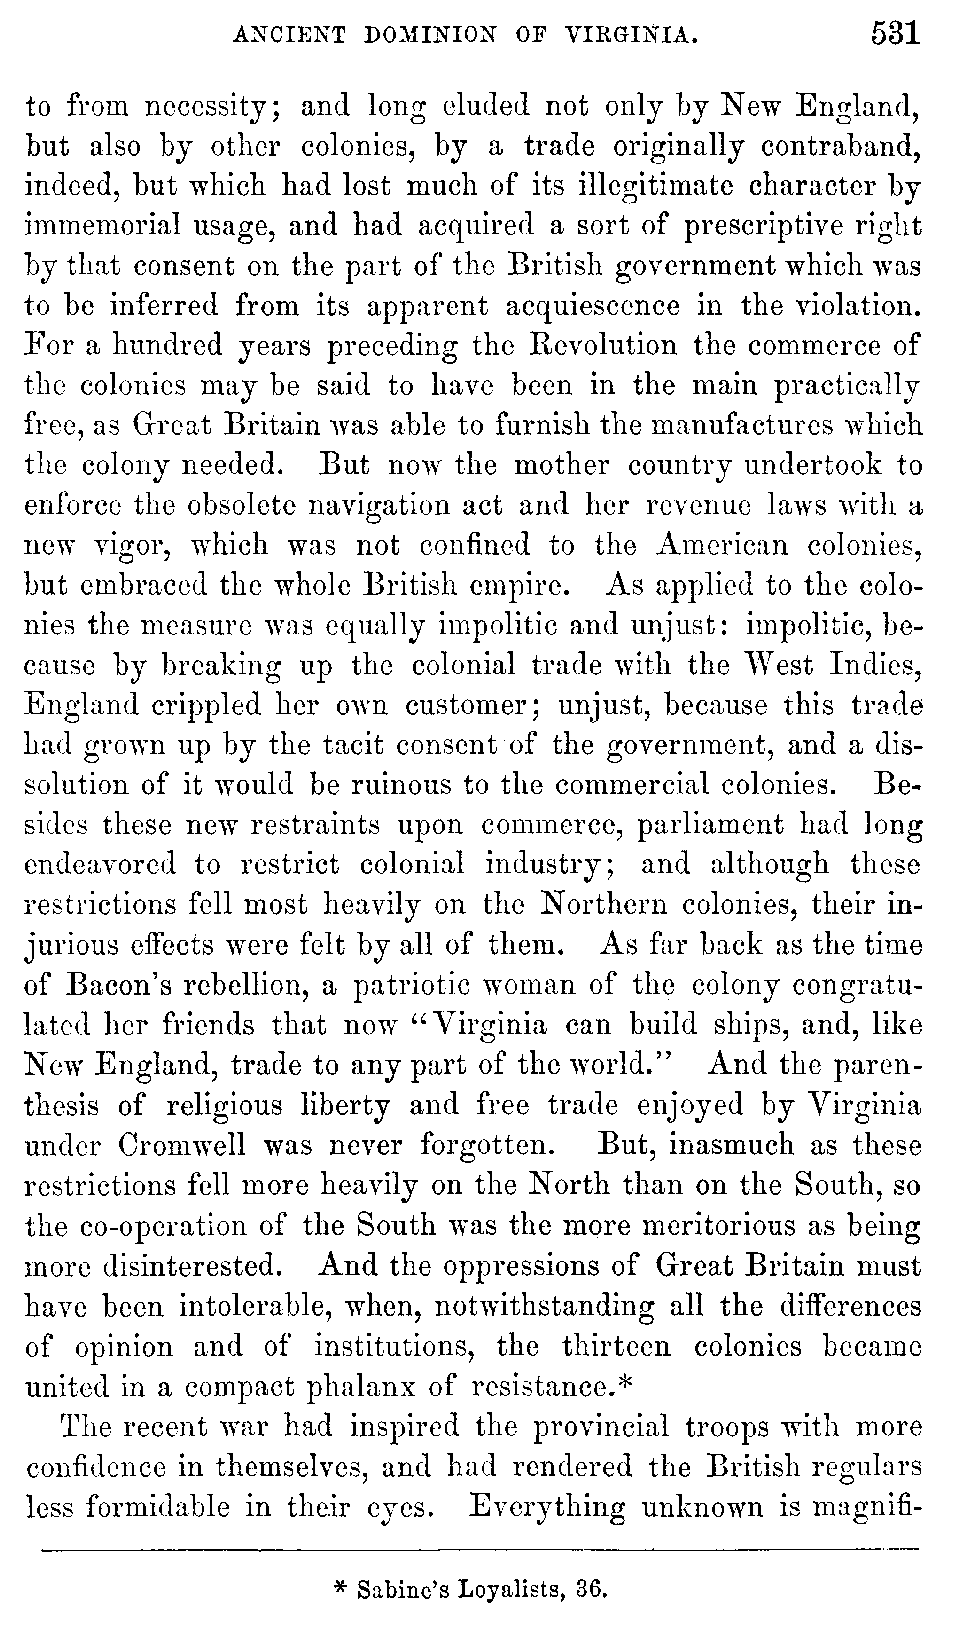 ANCIENT DOMINION OF VIRGINIA. 531
to from necessity; and long eluded not only by New England,
but also by other colonies, by a trade originally contraband,
indeed, but which had lost much of its illegitimate character by
immemorial usage, and had acquired a sort of prescriptive right
by that consent on the part of the British government which was
to be inferred from its apparent acquiescence in the violation.
For a hundred years preceding the Revolution the commerce of
the colonies may be said to have been in the main practically
free, as Great Britain was able to furnish the manufactures which
the colony needed. But now the mother country undertook to
enforce the obsolete navigation act and her revenue laws with a
new vigor, which was not confined to the American colonies,
but embraced the whole British empire. As applied to the colo-
nies the measure was equally impolitic and unjust: impolitic, be-
cause by breaking up the colonial trade with the West Indies,
England crippled her own customer; unjust, because this trade
had grown up by the tacit consent of the government, and a dis-
solution of it would be ruinous to the commercial colonies. Be-
sides these new restraints upon commerce, parliament had long
endeavored to restrict colonial industry; and although these
restrictions fell most heavily on the Northern colonies, their in-
jurious effects were felt by all of them. As far back as the time
of Bacon's rebellion, a patriotic woman of the colony congratu-
lated her friends that now "Virginia can build ships, and, like
New England, trade to any part of the world." And the paren-
thesis of religious liberty and free trade enjoyed by Virginia
under Cromwell was never forgotten. But, inasmuch as these
restrictions fell more heavily on the North than on the South, so
the co-operation of the South was the more meritorious as being
more disinterested. And the oppressions of Great Britain must
have been intolerable, when, notwithstanding all the differences
of opinion and of institutions, the thirteen colonies became
united in a compact phalanx of resistance.*
The recent war had inspired the provincial troops with more
confidence in themselves, and had rendered the British regulars
less formidable in their eyes. Everything unknown is magnifi-
* Sabine's Loyalists, 36.